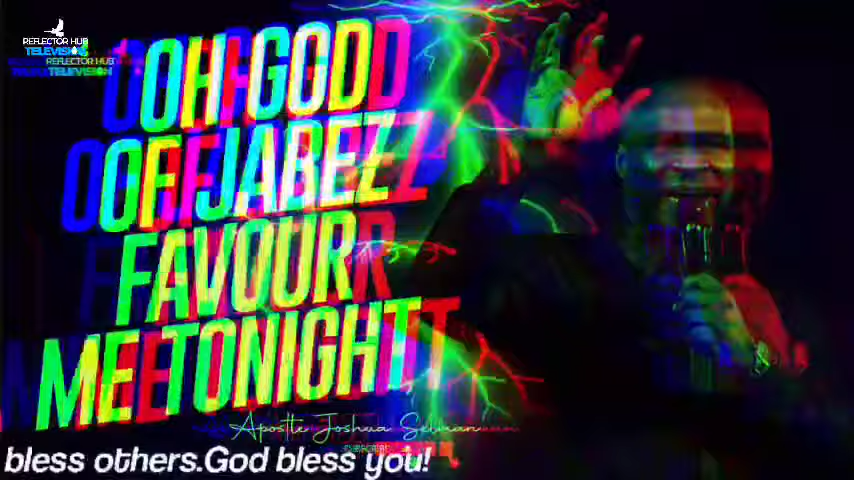 REFLECTOR HUB
TELEVISION
REFLECTOR HUB
TELEVISION
OH GOD
OF JABEZ
FAVOUR
ME TONIGHT
Apostle Joshua Selman
bless others.God bless you!